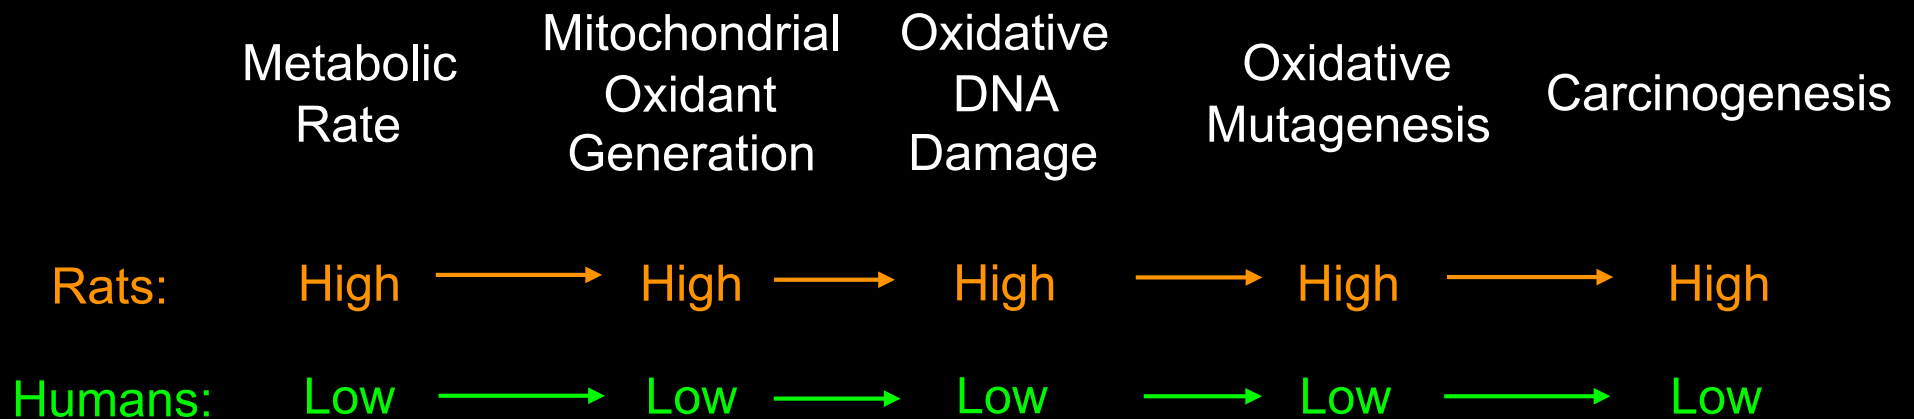 Metabolic
Rate
Mitochondrial
Oxidant
Generation
Oxidative
DNA
Damage
Oxidative
Mutagenesis
Carcinogenesis
Rats: High High High High High
Humans: Low Low Low Low Low